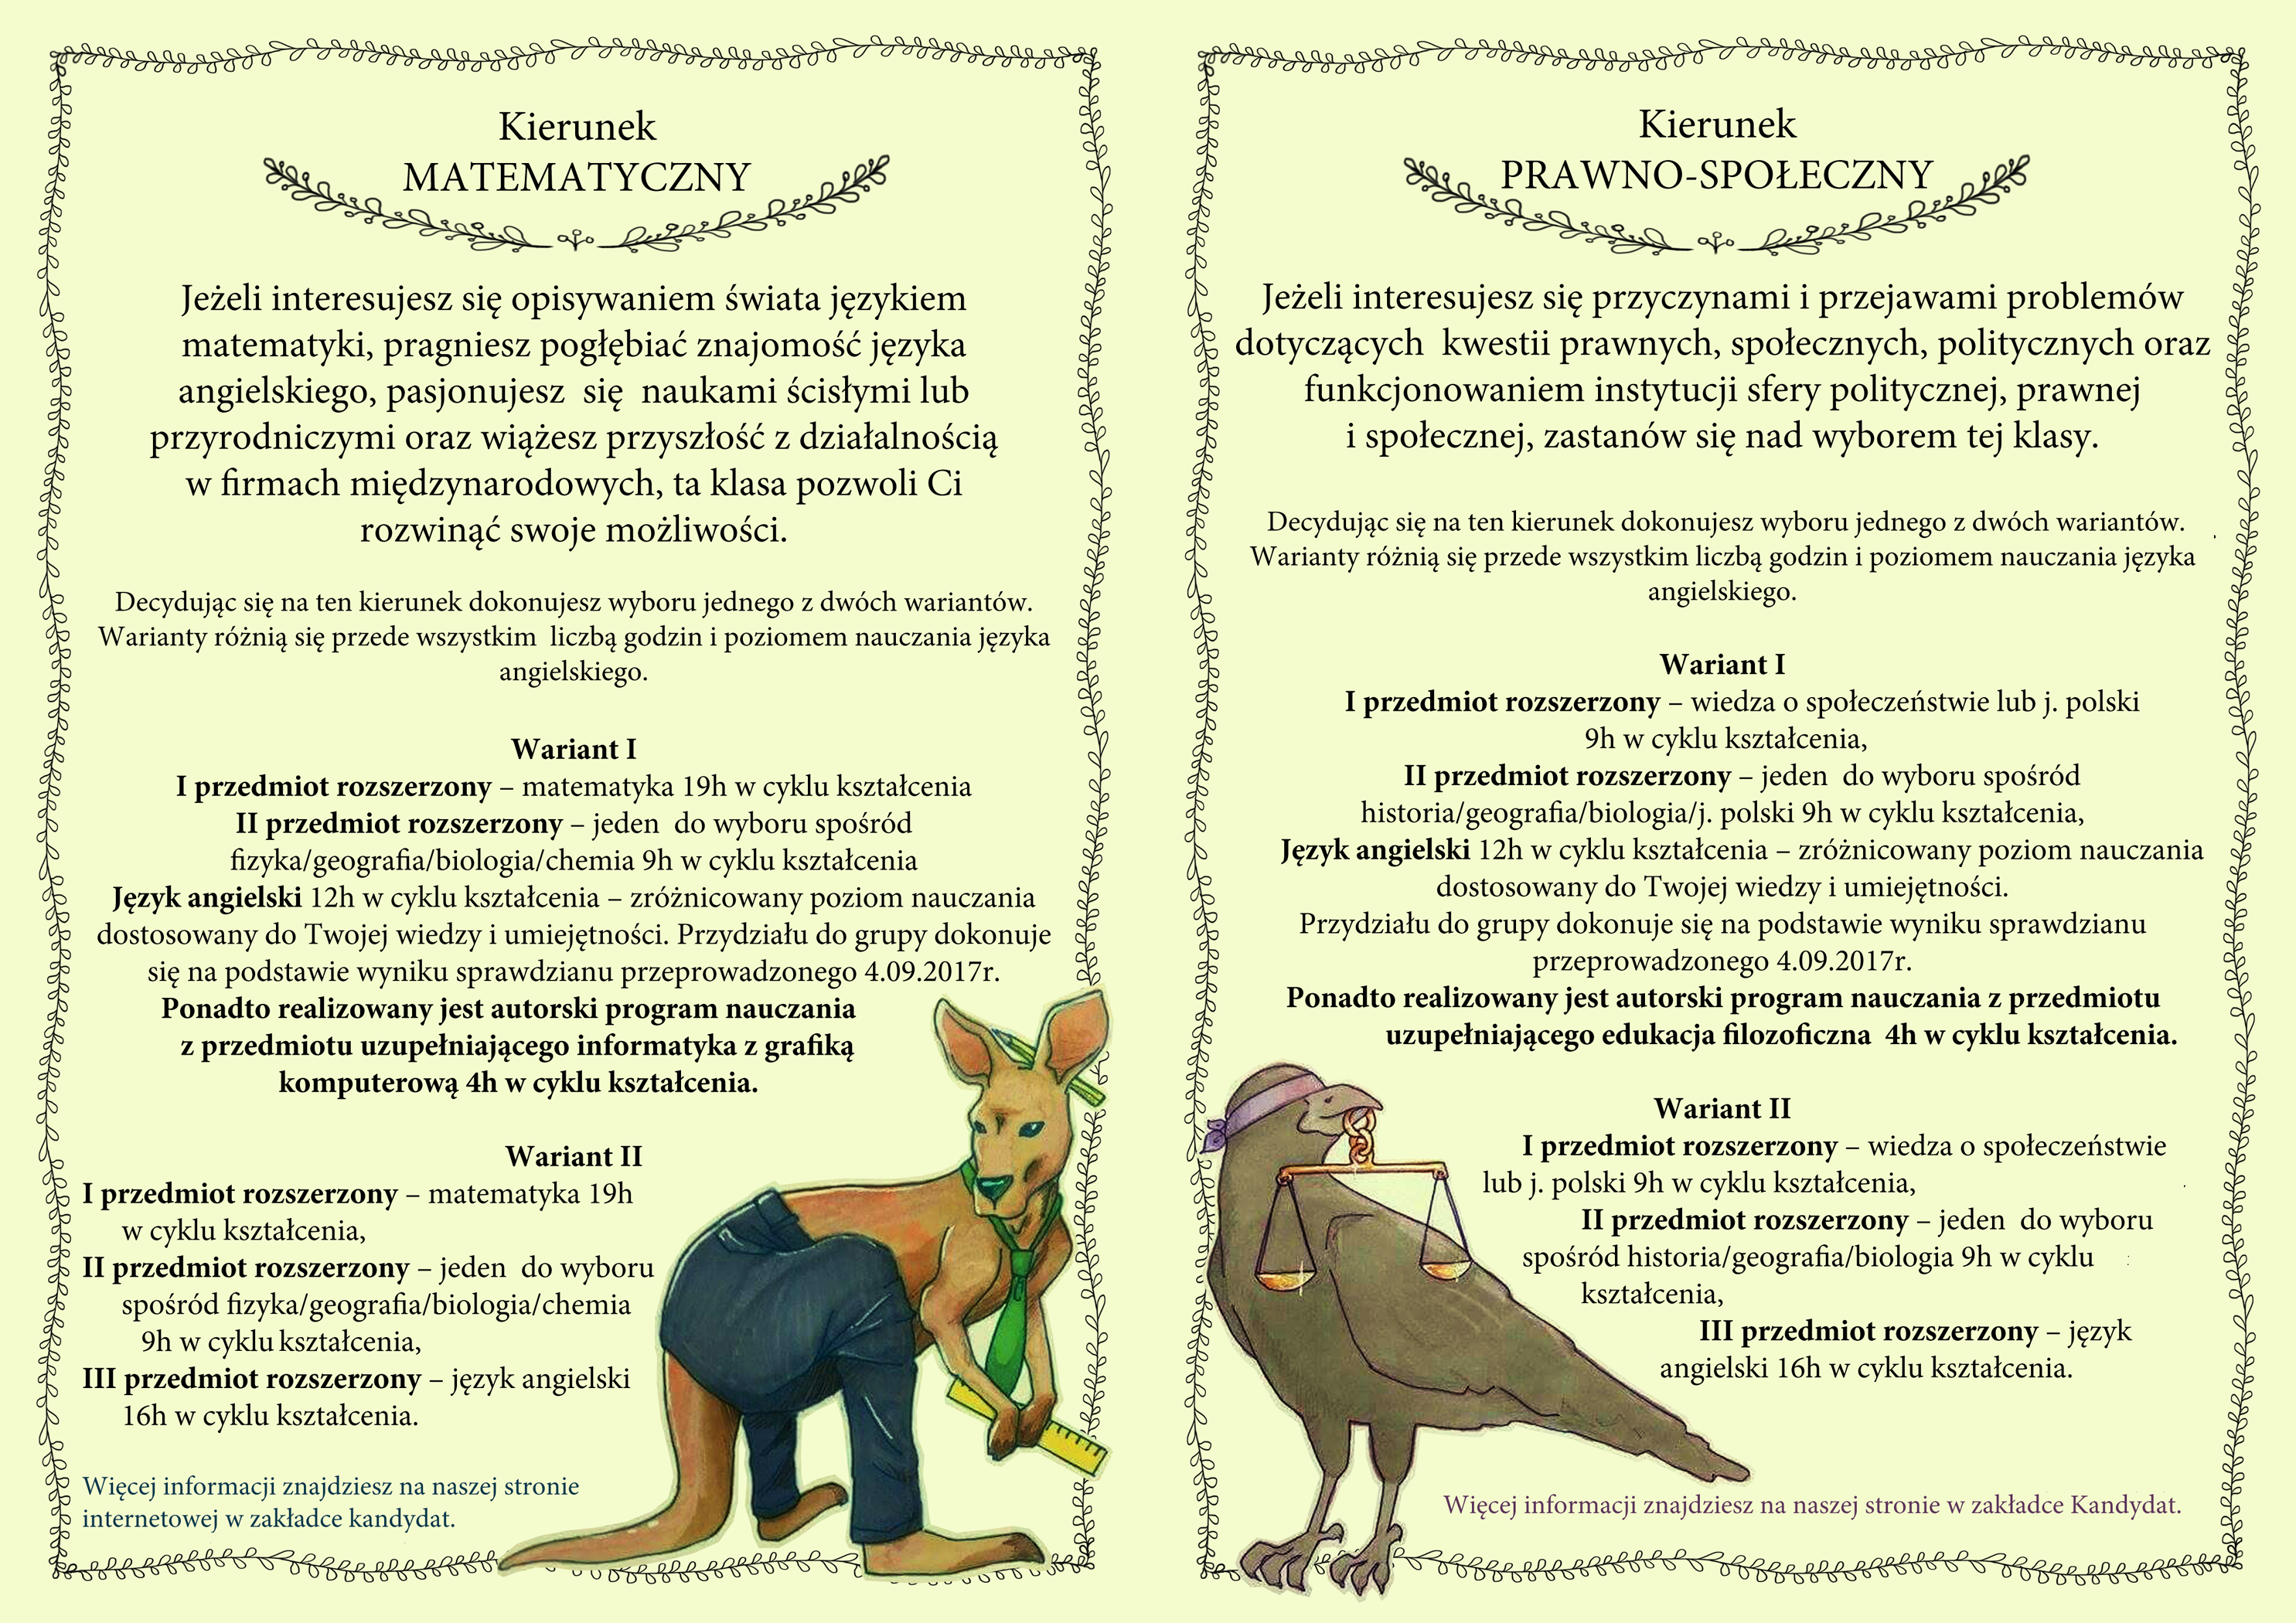 Kierunek
MATEMATYCZNY
Jeżeli interesujesz się opisywaniem świata językiem
matematyki, pragniesz pogłębiać znajomość języka
angielskiego, pasjonujesz się naukami ścisłymi lub
przyrodniczymi oraz wiążesz przyszłość z działalnością
w firmach międzynarodowych, ta klasa pozwoli Ci
rozwinąć swoje możliwości.
Decydując się na ten kierunek dokonujesz wyboru jednego z dwóch wariantów.
Warianty różnią się przede wszystkim liczbą godzin i poziomem nauczania języka
angielskiego.
Wariant I
I przedmiot rozszerzony – matematyka 19h w cyklu kształcenia
II przedmiot rozszerzony – jeden do wyboru spośród
fizyka/geografia/biologia/chemia 9h w cyklu kształcenia
Język angielski 12h w cyklu kształcenia – zróżnicowany poziom nauczania
dostosowany do Twojej wiedzy i umiejętności. Przydziału do grupy dokonuje
się na podstawie wyniku sprawdzianu przeprowadzonego 4.09.2017r.
Ponadto realizowany jest autorski program nauczania
z przedmiotu uzupełniającego informatyka z grafiką
komputerową 4h w cyklu kształcenia.
Wariant II
I przedmiot rozszerzony – matematyka 19h
w cyklu kształcenia,
II przedmiot rozszerzony – jeden do wyboru
spośród fizyka/geografia/biologia/chemia
9h w cyklu kształcenia,
III przedmiot rozszerzony – język angielski
16h w cyklu kształcenia.
Więcej informacji znajdziesz na naszej stronie
internetowej w zakładce kandydat.
Kierunek
PRAWNO-SPOŁECZNY
Jeżeli interesujesz się przyczynami i przejawami problemów
dotyczących kwestii prawnych, społecznych, politycznych oraz
funkcjonowaniem instytucji sfery politycznej, prawnej
i społecznej, zastanów się nad wyborem tej klasy.
Decydując się na ten kierunek dokonujesz wyboru jednego z dwóch wariantów.
Warianty różnią się przede wszystkim liczbą godzin i poziomem nauczania języka
angielskiego.
Wariant I
I przedmiot rozszerzony – wiedza o społeczeństwie lub j. polski
9h w cyklu kształcenia,
II przedmiot rozszerzony – jeden do wyboru spośród
historia/geografia/biologia/j. polski 9h w cyklu kształcenia,
Język angielski 12h w cyklu kształcenia – zróżnicowany poziom nauczania
dostosowany do Twojej wiedzy i umiejętności.
Przydziału do grupy dokonuje się na podstawie wyniku sprawdzianu
przeprowadzonego 4.09.2017r.
Ponadto realizowany jest autorski program nauczania z przedmiotu
uzupełniającego edukacja filozoficzna 4h w cyklu kształcenia.
Wariant II
I przedmiot rozszerzony – wiedza o społeczeństwie
lub j. polski 9h w cyklu kształcenia,
II przedmiot rozszerzony – jeden do wyboru
spośród historia/geografia/biologia 9h w cyklu
kształcenia,
III przedmiot rozszerzony – język
angielski 16h w cyklu kształcenia.
Więcej informacji znajdziesz na naszej stronie w zakładce Kandydat.